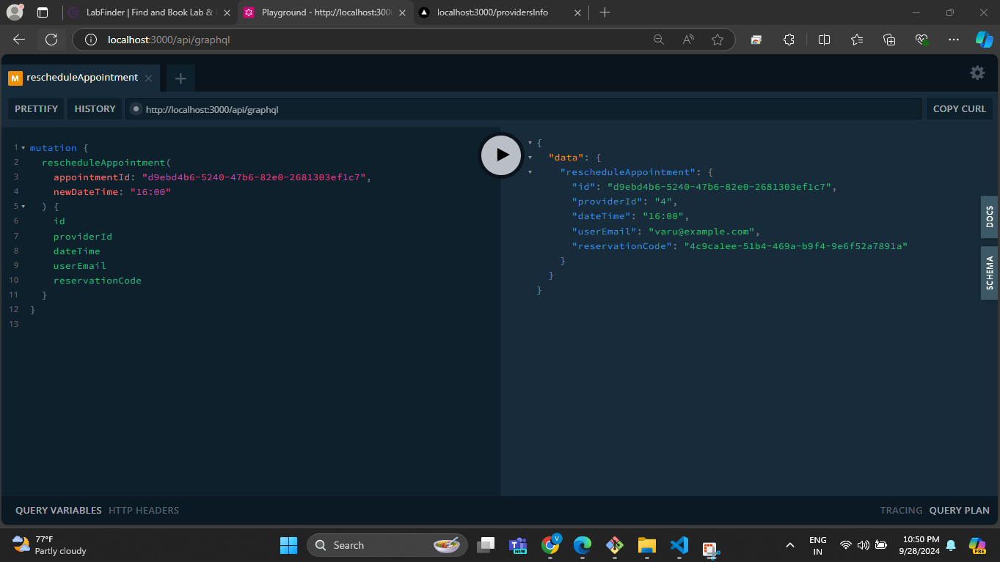 LabFinder | Find and Book Lab &
Playground - http://localhost:3000
localhost:3000/providersInfo
localhost:3000/api/graphql
M rescheduleAppointment
PRETTIFY HISTORY http://localhost:3000/api/graphql COPY CURL
1 mutation {
2 rescheduleAppointment(
3 appointmentId: "d9ebd4b6-5240-47b6-82e0-2681303ef1c7",
4 newDateTime: "16:00"
5 ) {
6 id
7 providerId
8 dateTime
9 userEmail
10 reservationCode
11 }
12 }
13
{
"data": {
"rescheduleAppointment": {
"id": "d9ebd4b6-5240-47b6-82e0-2681303ef1c7",
"providerId": "4",
"dateTime": "16:00",
"userEmail": "varu@example.com",
"reservationCode": "4c9ca1ee-51b4-469a-b9f4-9e6f52a7891a"
}
}
}
DOCS
SCHEMA
QUERY VARIABLES HTTP HEADERS TRACING QUERY PLAN
77°F
Partly cloudy
Search
NEW
V
ENG
IN
10:50 PM
9/28/2024
PRE